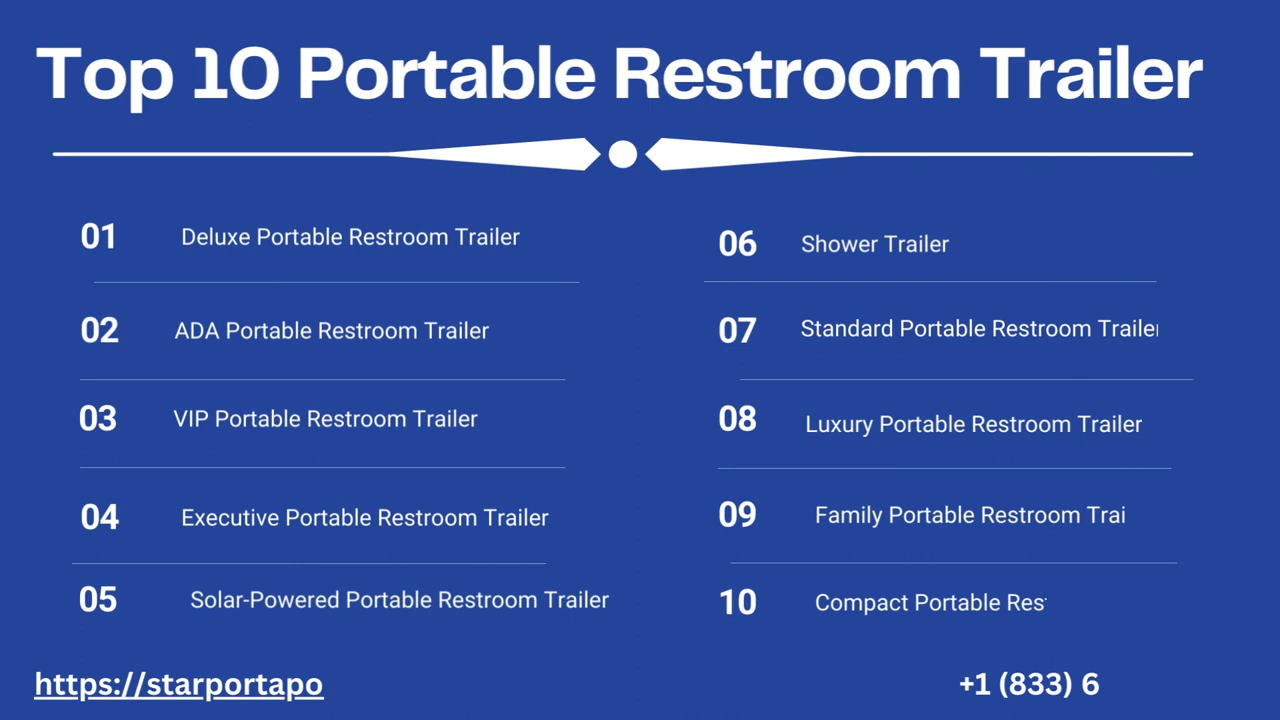 Top 10 Portable Restroom Trailer
01 Deluxe Portable Restroom Trailer
02 ADA Portable Restroom Trailer
03 VIP Portable Restroom Trailer
04 Executive Portable Restroom Trailer
05 Solar-Powered Portable Restroom Trailer
06 Shower Trailer
07 Standard Portable Restroom Trailer
08 Luxury Portable Restroom Trailer
09 Family Portable Restroom Trai
10 Compact Portable Res
https://starportapo
+1 (833) 6